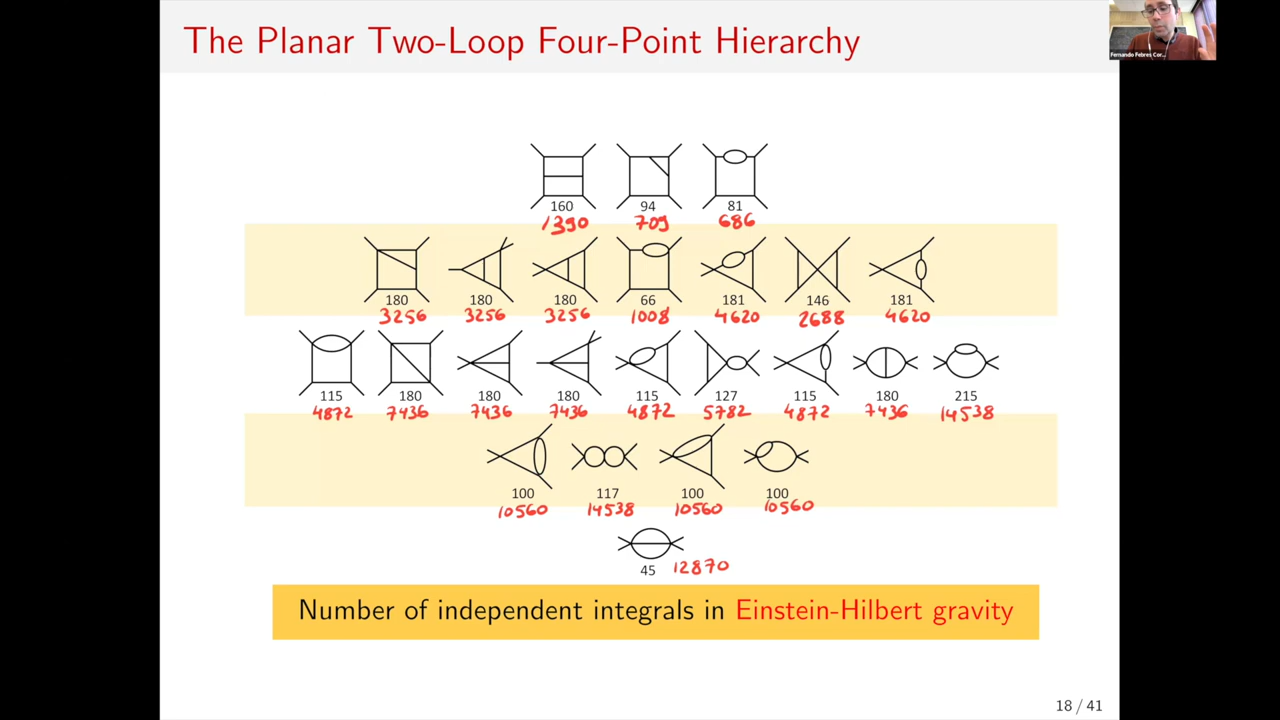 The Planar Two-Loop Four-Point Hierarchy
Fernando Febres Cor...
160 94 81
1390 709 686
180 180 180 66 181 146 181
3256 3256 3256 1008 4620 2688 4620
115 180 180 180 115 127 115 180 215
4872 7436 7436 7436 4872 5782 4872 7436 14538
100 117 100 100
10560 14538 10560 10560
45 12870
Number of independent integrals in Einstein-Hilbert gravity
18 / 41